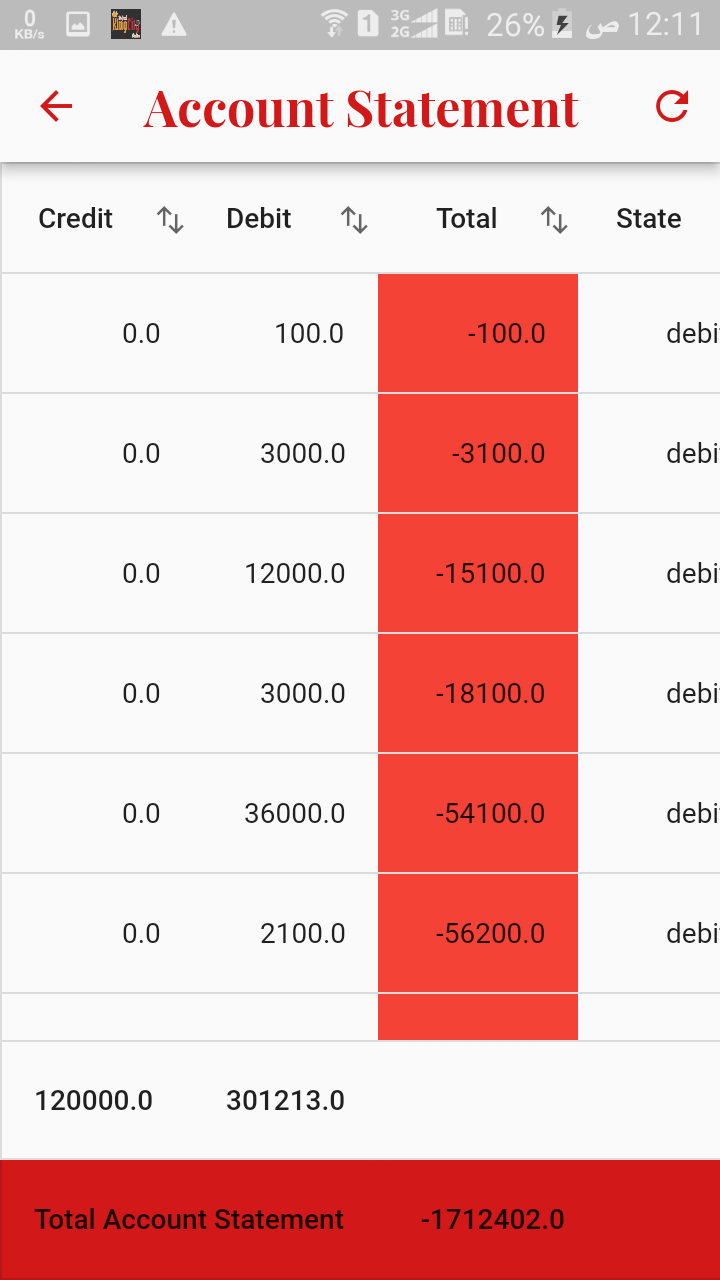 0 KB/s 1 3G 2G 26% ص 12:11
Account Statement
Credit Debit Total State
0.0 100.0 -100.0 debi
0.0 3000.0 -3100.0 debi
0.0 12000.0 -15100.0 debi
0.0 3000.0 -18100.0 debi
0.0 36000.0 -54100.0 debi
0.0 2100.0 -56200.0 debi
120000.0 301213.0
Total Account Statement -1712402.0